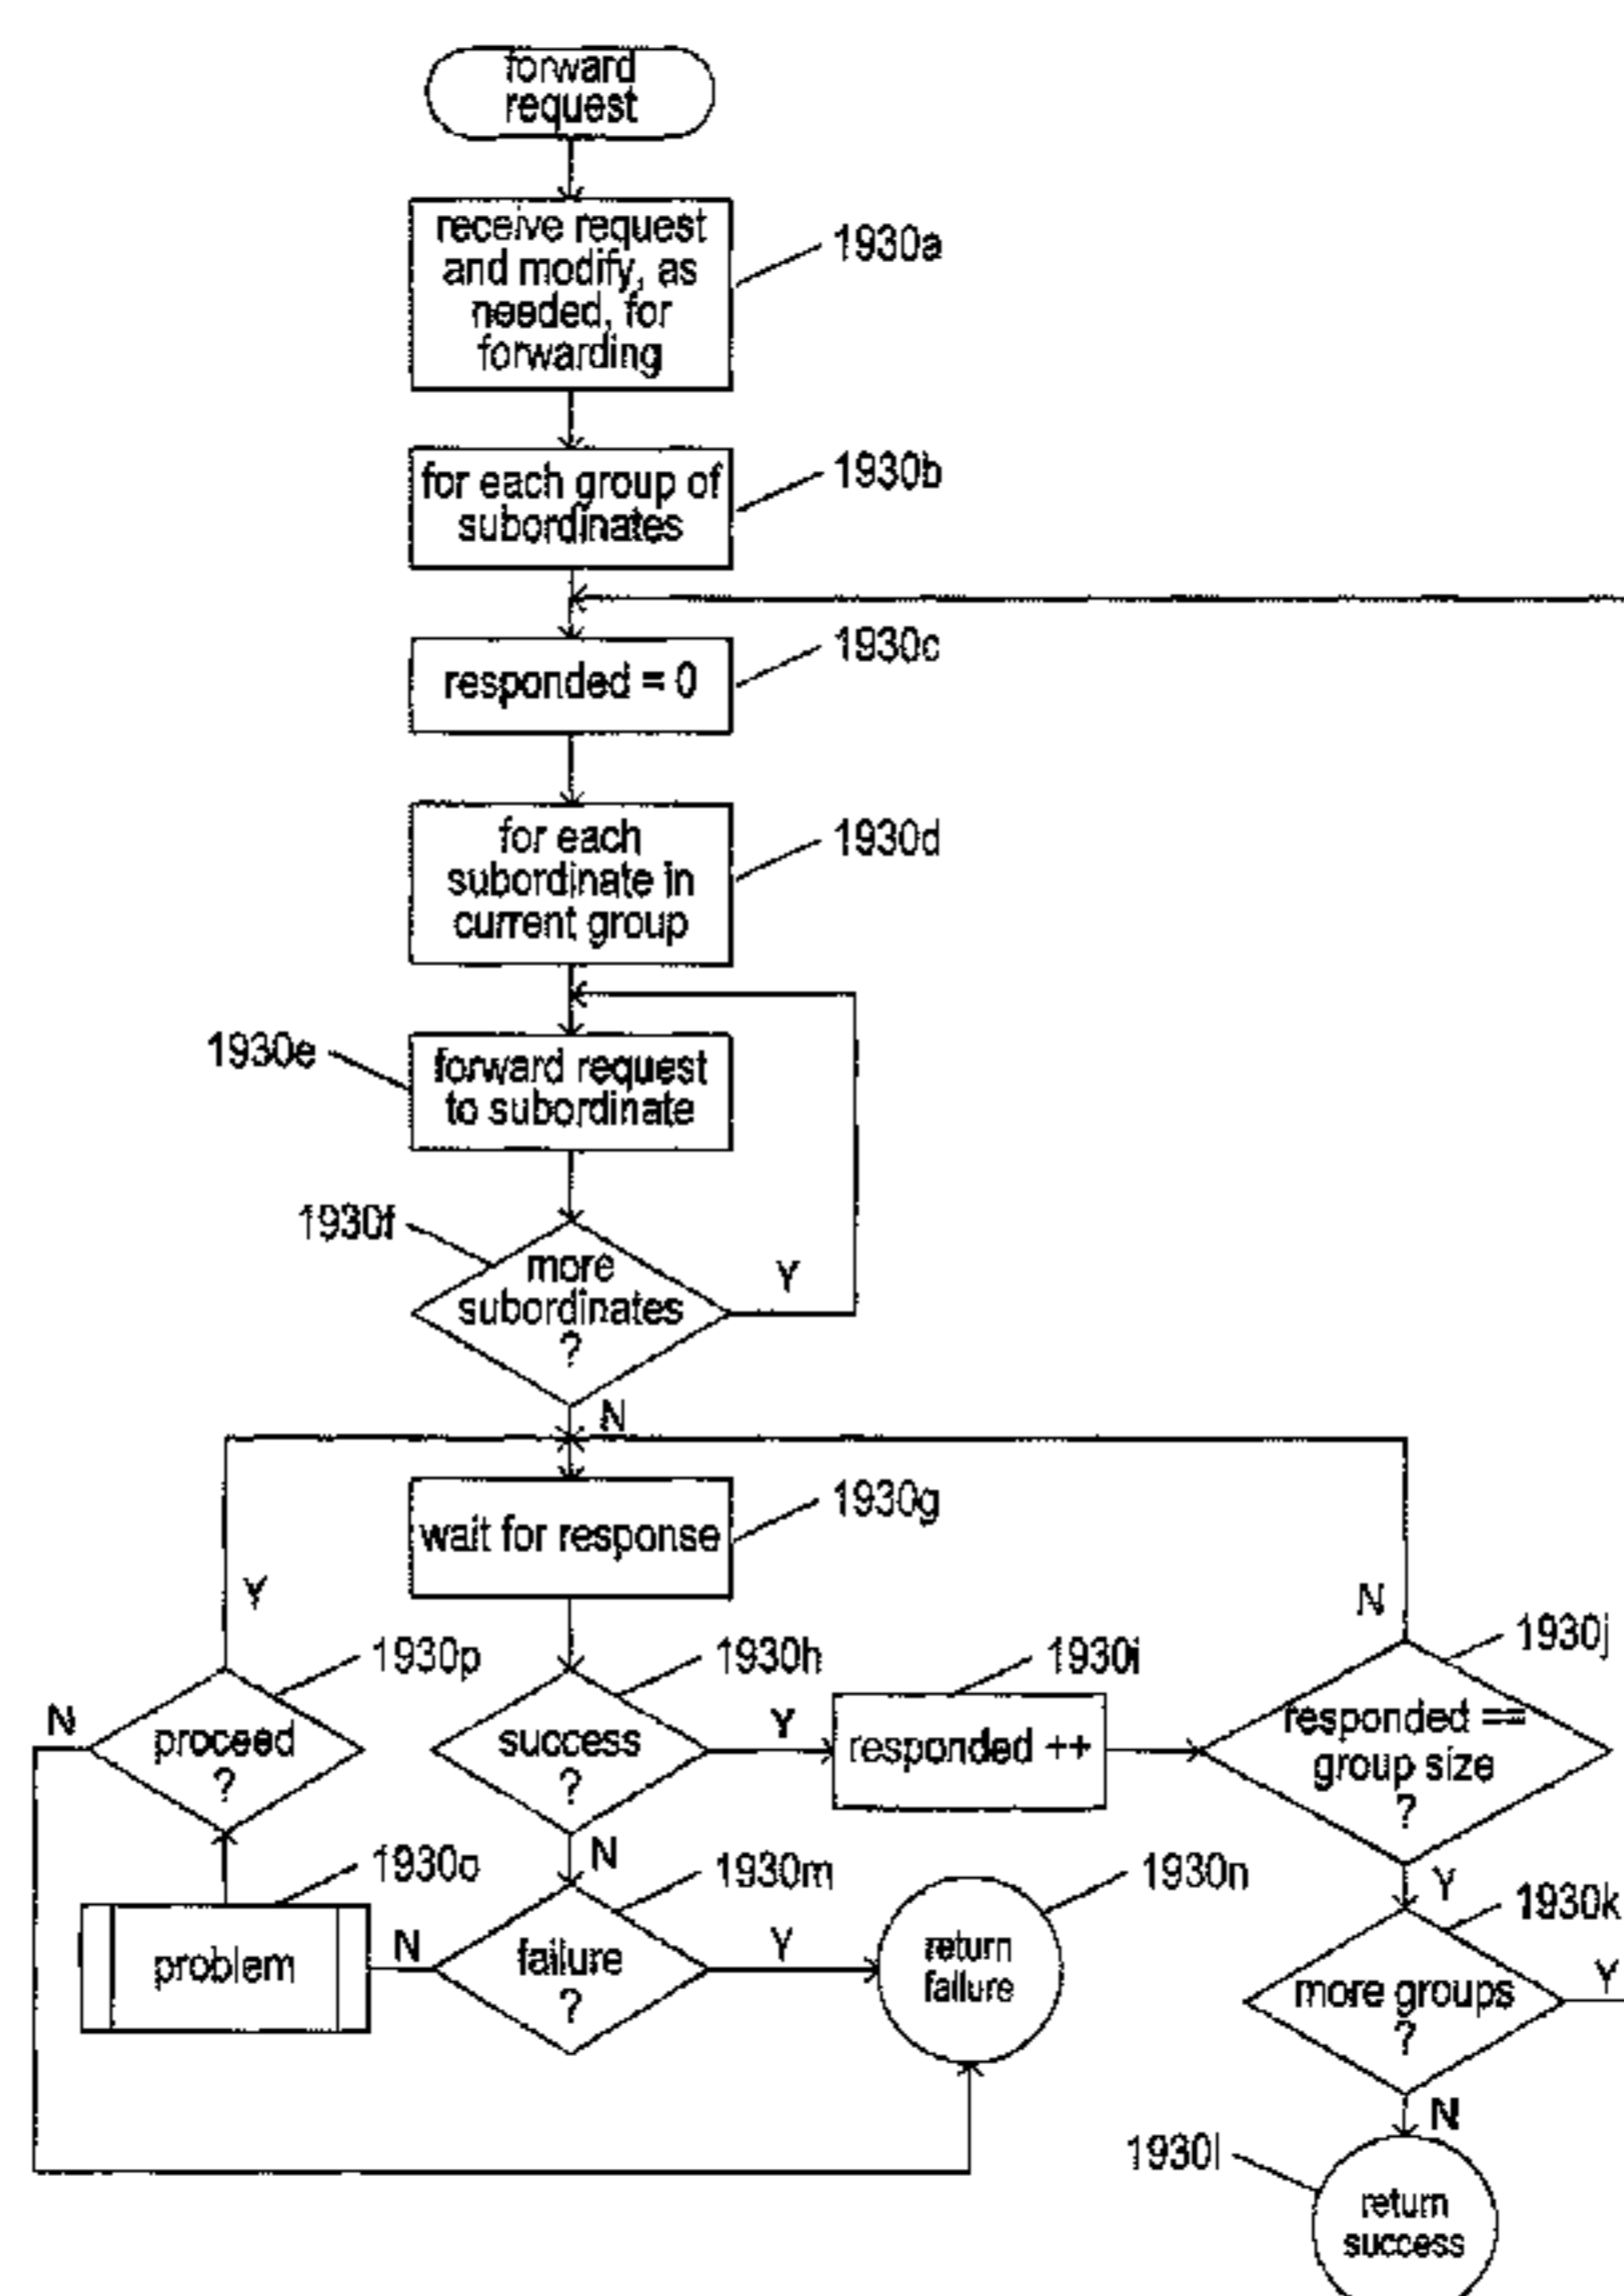 forward
request
receive request
and modify, as
needed, for
forwarding
1930a
for each group of
subordinates
1930b
responded = 0
1930c
for each
subordinate in
current group
1930d
1930e
forward request
to subordinate
1930f
more
subordinates
?
Y
N
wait for response
1930g
Y
N
1930p
proceed
?
N
1930h
success
?
Y
N
1930i
responded ++
1930j
responded ==
group size
?
Y
1930o
problem
N
1930m
failure
?
Y
1930n
return
failure
1930k
more groups
?
Y
N
1930l
return
success